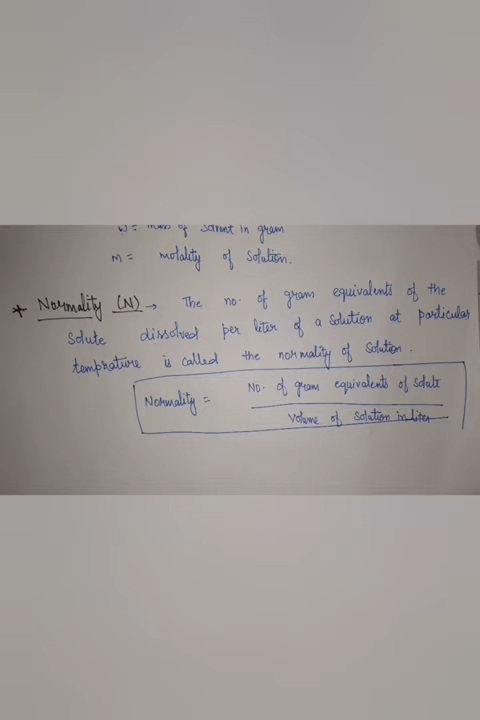 W = mass of solvent in gram
m = molality of solution.
* Normality (N) → The no. of gram equivalents of the
solute dissolved per liter of a solution at particular
temprature is called the normality of solution.
Normality = No. of gram equivalents of solute
Volume of solution in liter